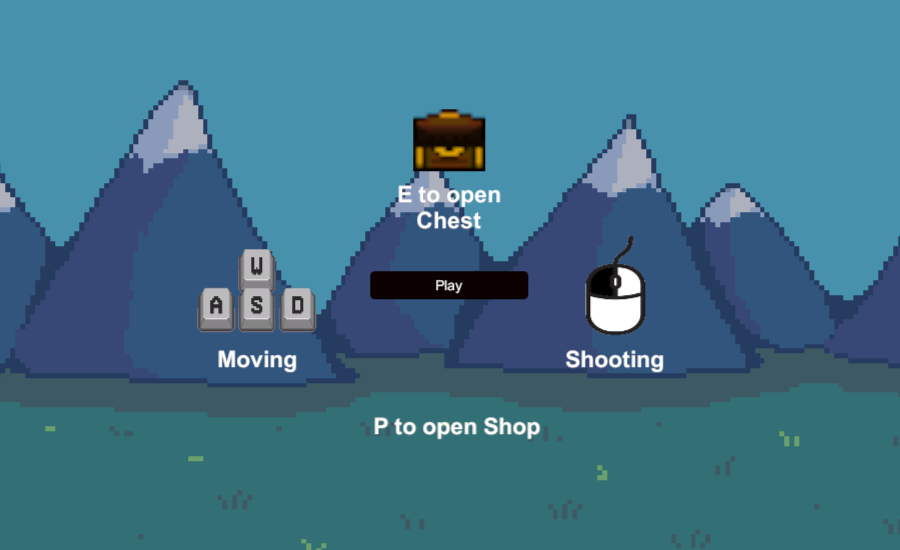 E to open
Chest
W
Play
A S D
Moving
Shooting
P to open Shop